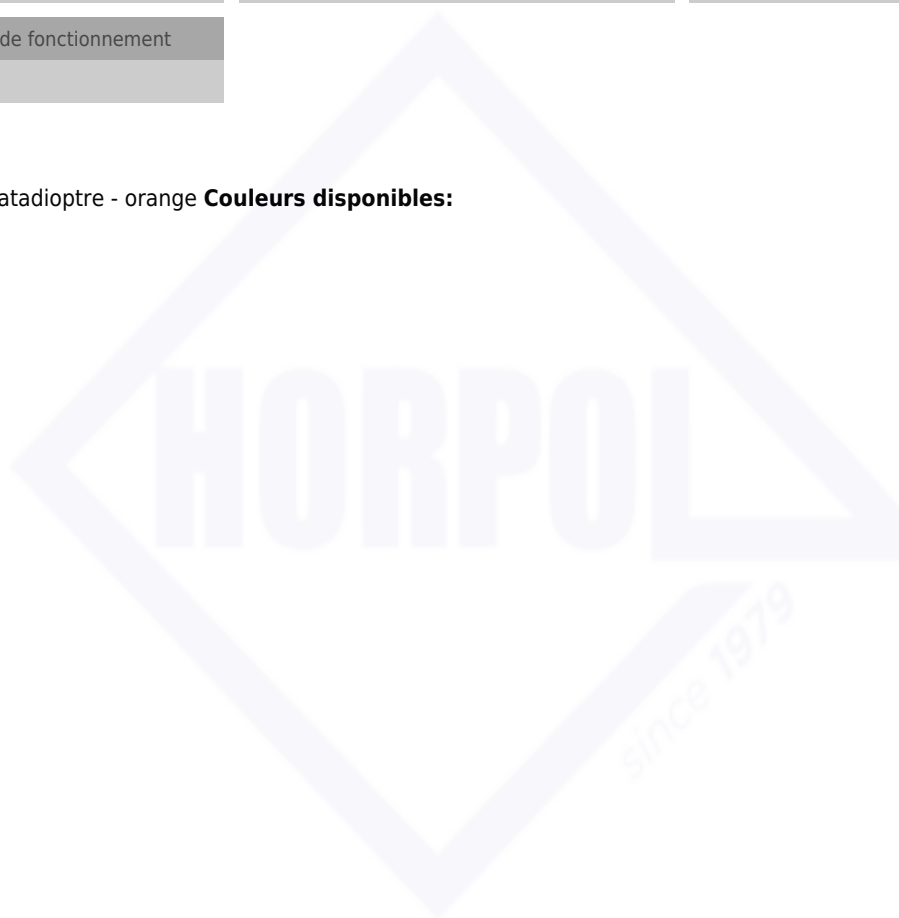 de fonctionnement
atadioptre - orange Couleurs disponibles:
HORPOL
since 1979